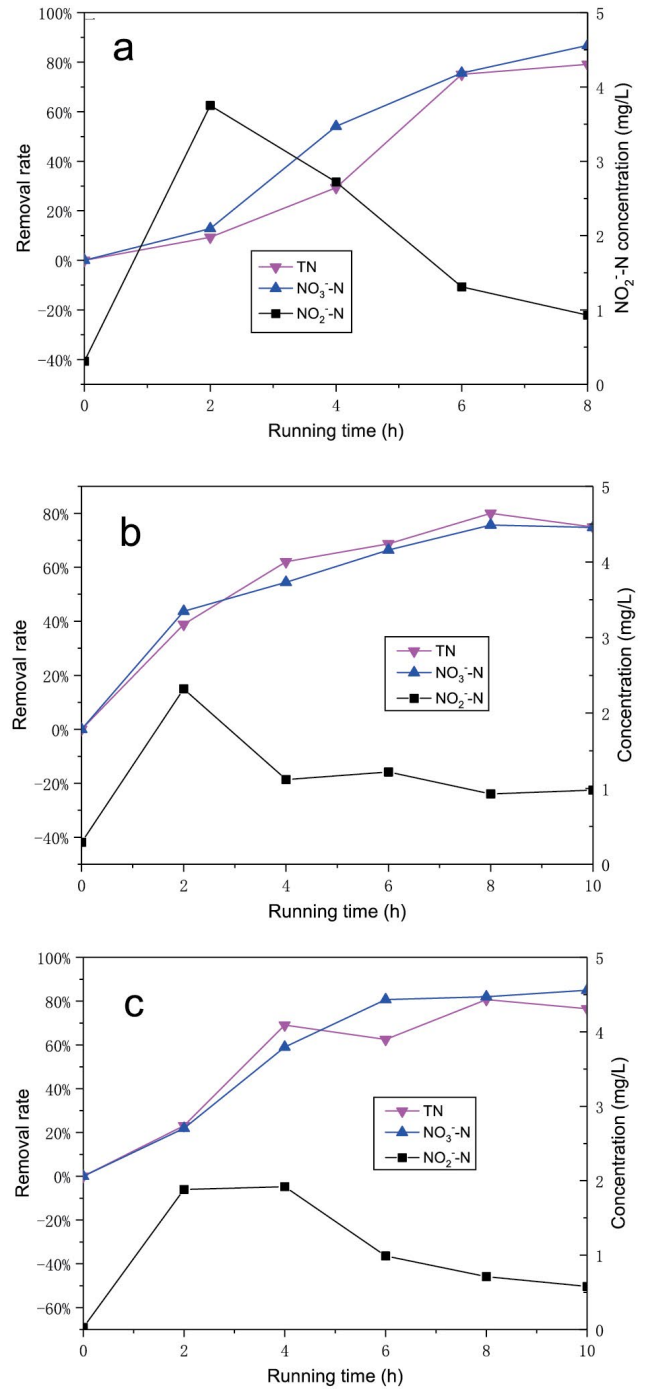 a
100%
80%
60%
40%
20%
0%
-20%
-40%
Removal rate
5
4
3
2
1
0
NO₂⁻-N concentration (mg/L)
TN
NO₃⁻-N
NO₂⁻-N
0 2 4 6 8
Running time (h)
b
80%
60%
40%
20%
0%
-20%
-40%
Removal rate
5
4
3
2
1
0
Concentration (mg/L)
TN
NO₃⁻-N
NO₂⁻-N
0 2 4 6 8 10
Running time (h)
c
100%
80%
60%
40%
20%
0%
-20%
-40%
-60%
Removal rate
5
4
3
2
1
0
Concentration (mg/L)
TN
NO₃⁻-N
NO₂⁻-N
0 2 4 6 8 10
Running time (h)